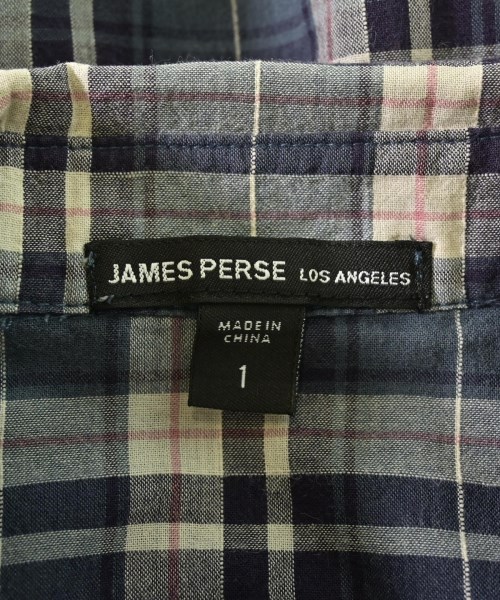 JAMES PERSE LOS ANGELES
MADE IN
CHINA
1